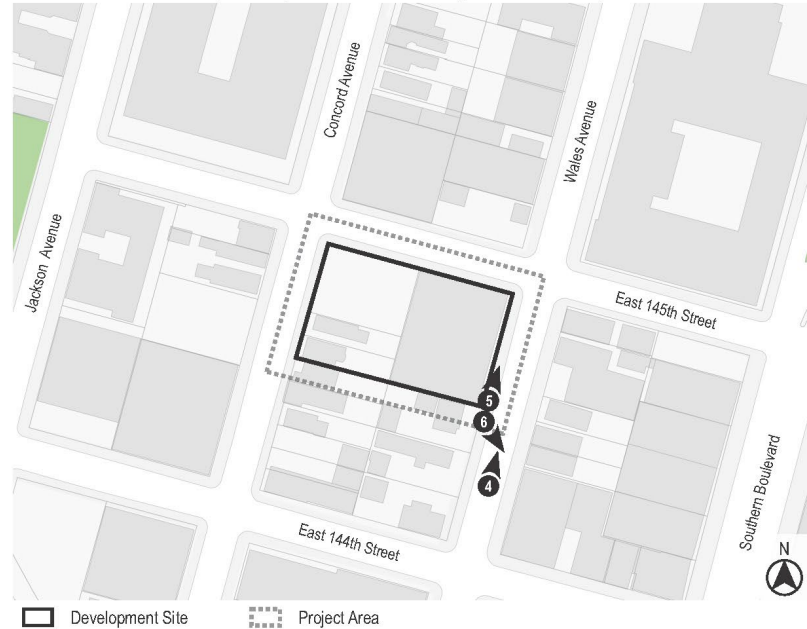 Concord Avenue
Wales Avenue
Jackson Avenue
East 145th Street
5
6
4
Southern Boulevard
East 144th Street
N
Development Site
Project Area